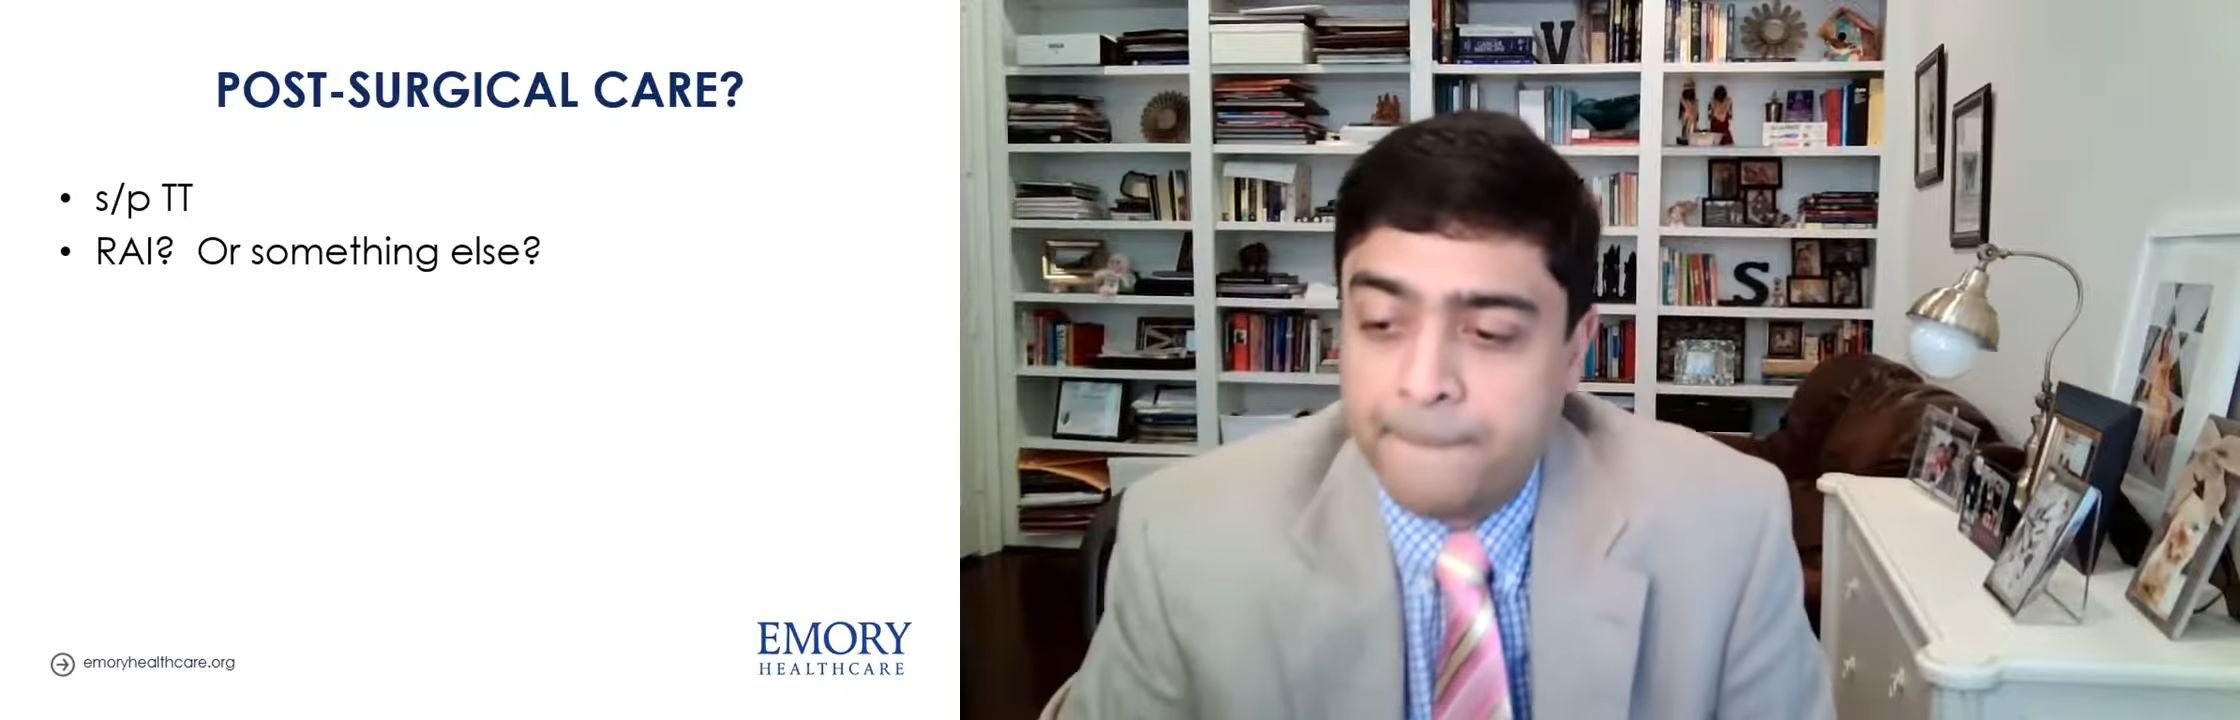 POST-SURGICAL CARE?
• s/p TT
• RAI? Or something else?
emoryhealthcare.org
EMORY
HEALTHCARE
V
S